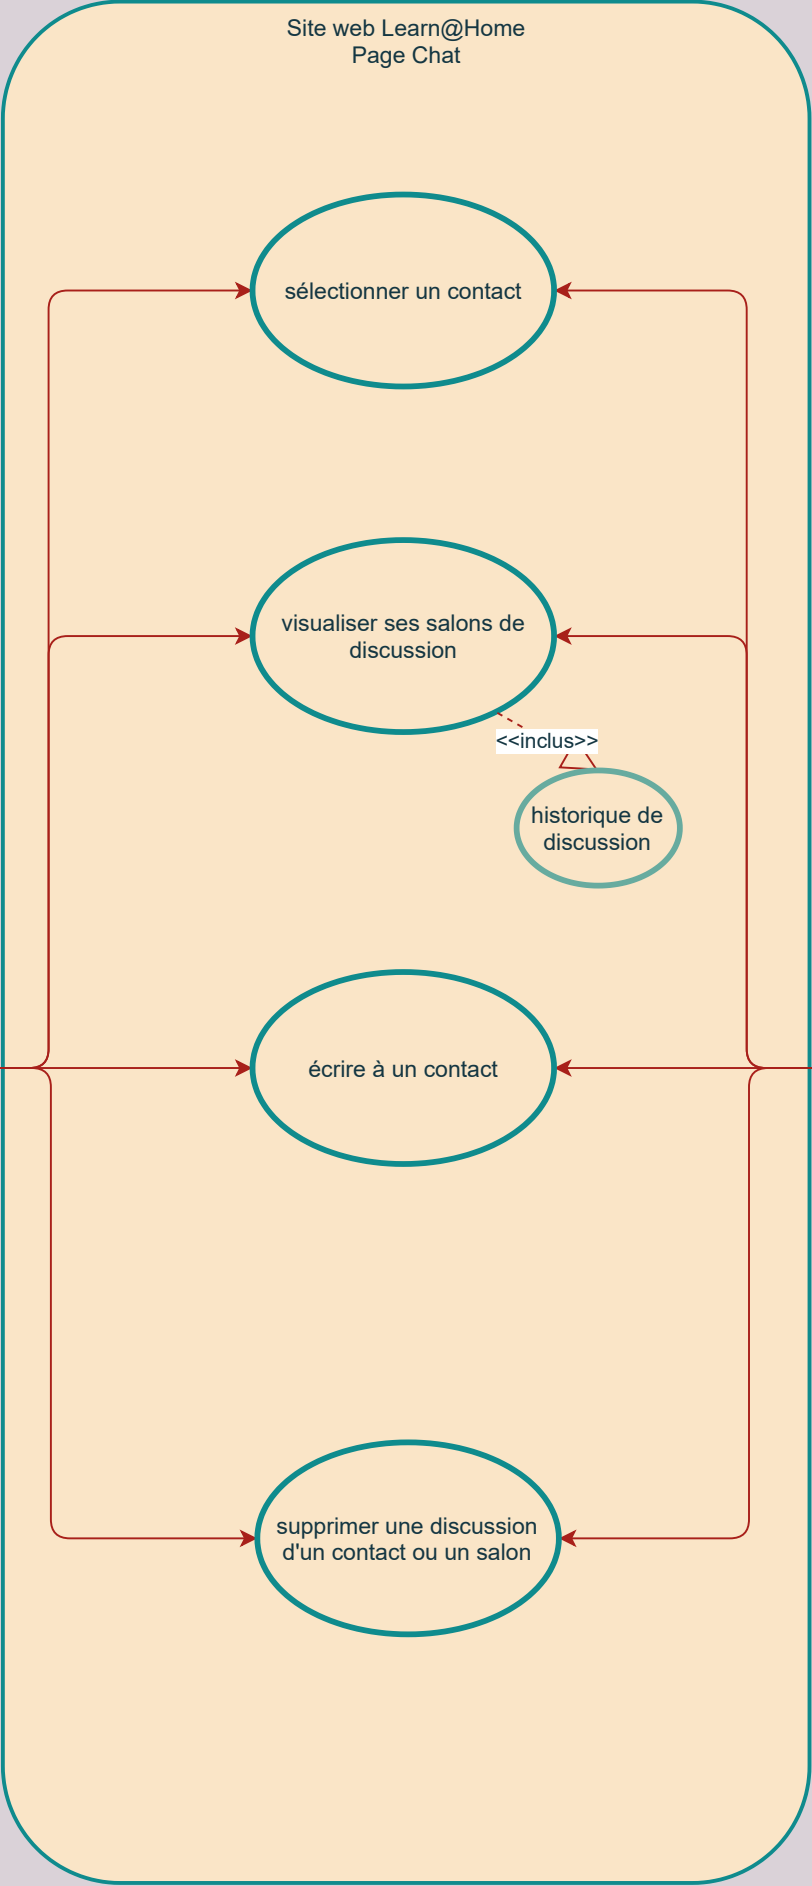 Site web Learn@Home
Page Chat
sélectionner un contact
visualiser ses salons de
discussion
<<inclus>>
historique de
discussion
écrire à un contact
supprimer une discussion
d'un contact ou un salon